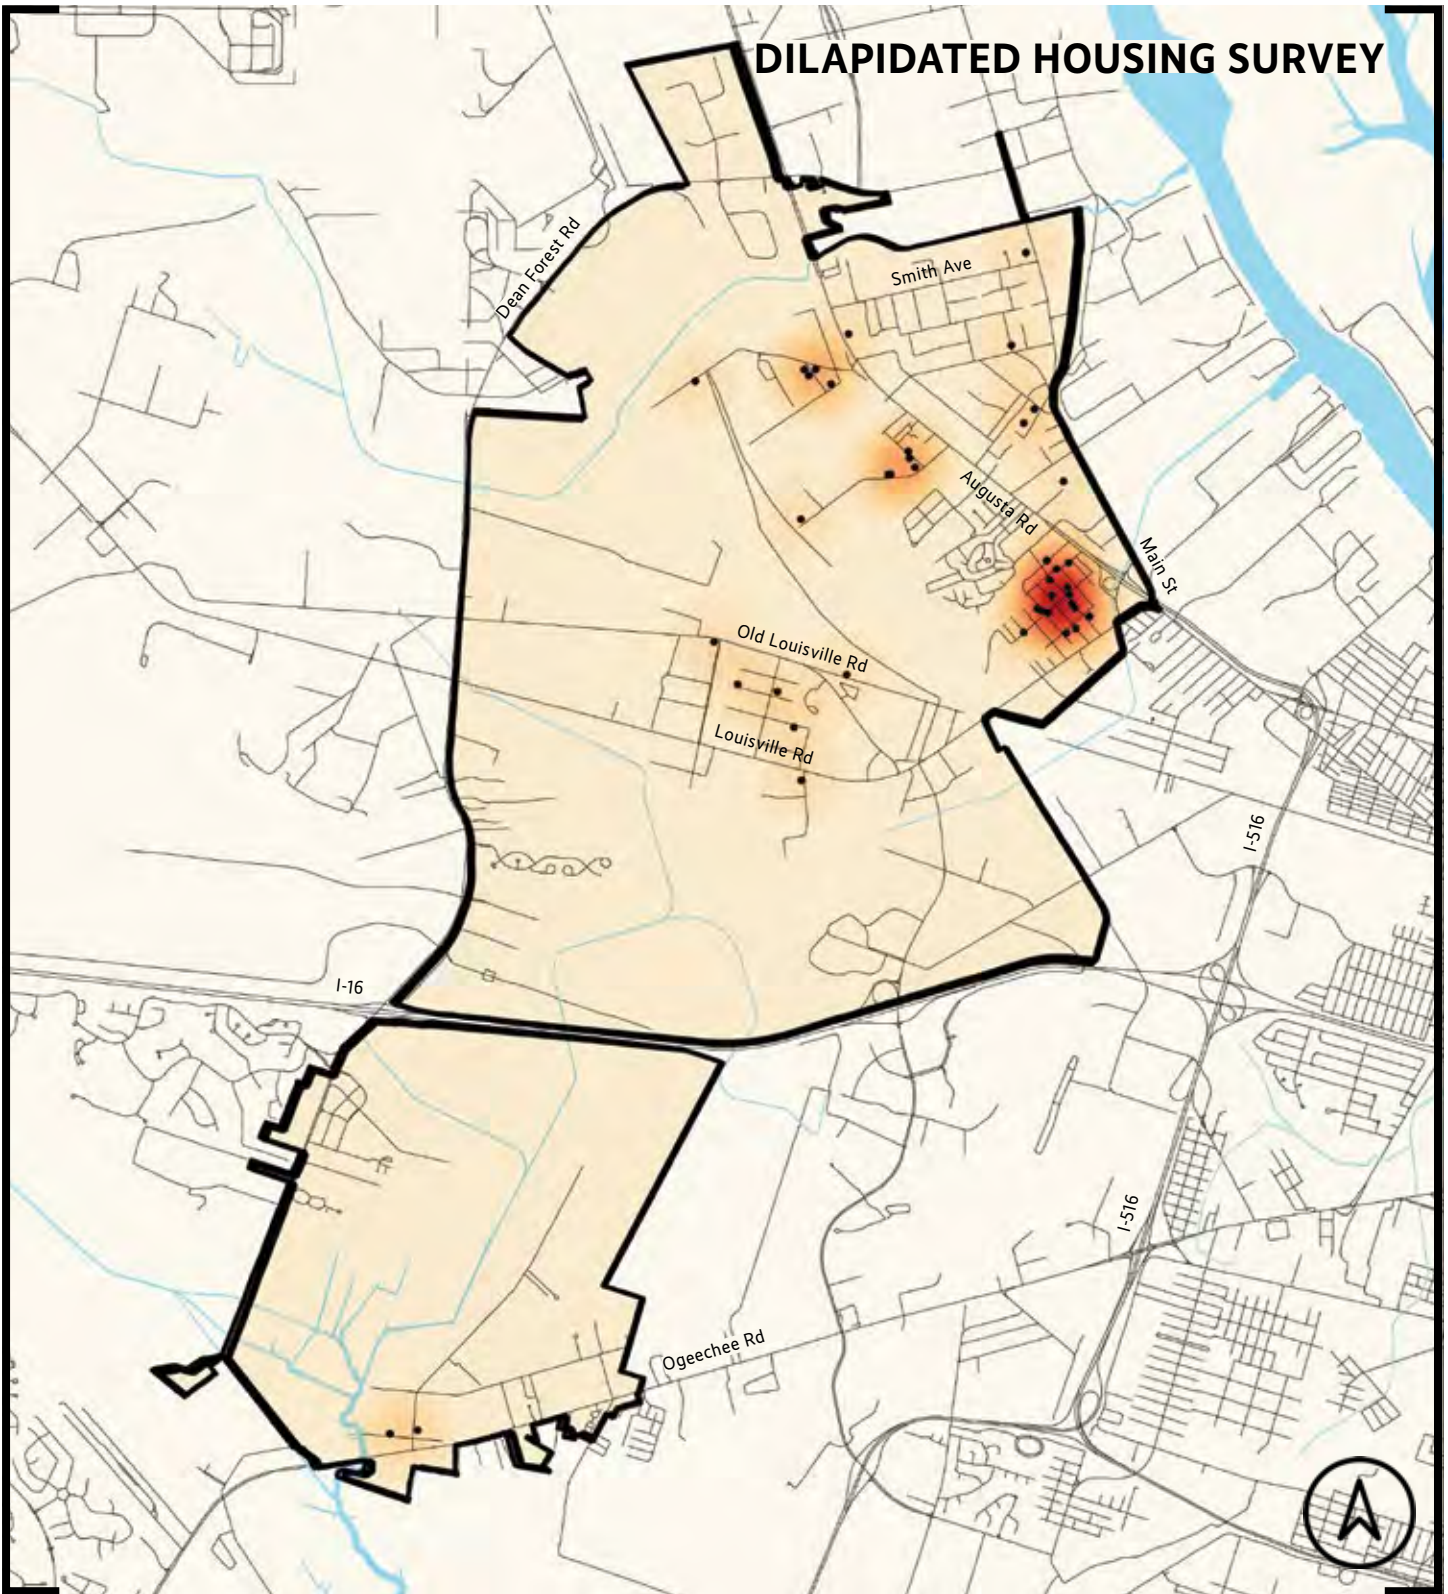 DILAPIDATED HOUSING SURVEY
Dean Forest Rd
Smith Ave
Augusta Rd
Main St
Old Louisville Rd
Louisville Rd
I-516
I-16
I-516
Ogeechee Rd